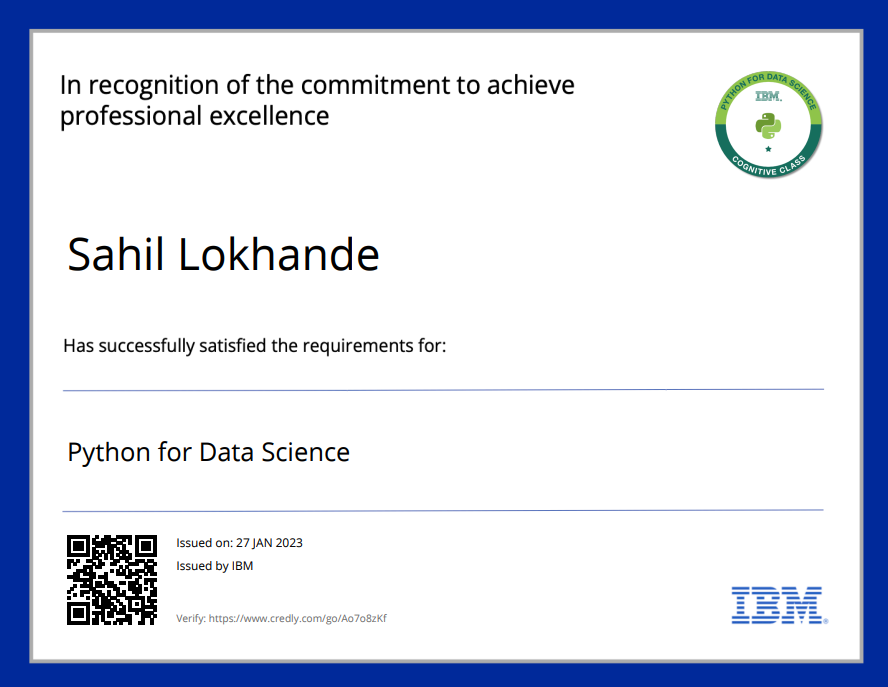 In recognition of the commitment to achieve
professional excellence
PYTHON FOR DATA SCIENCE
IBM.
COGNITIVE CLASS
Sahil Lokhande
Has successfully satisfied the requirements for:
Python for Data Science
Issued on: 27 JAN 2023
Issued by IBM
Verify: https://www.credly.com/go/Ao7o8zKf
IBM®